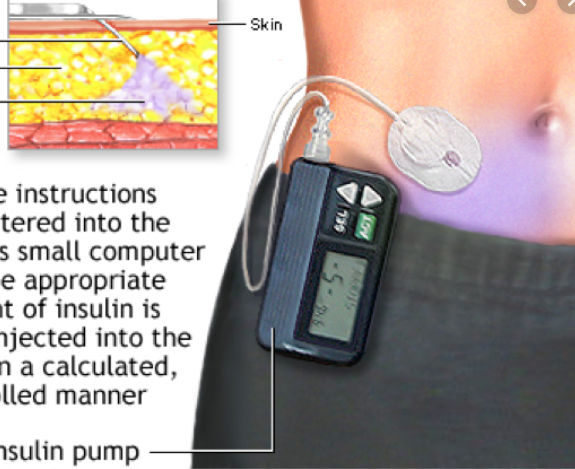 Skin
e instructions
tered into the
s small computer
e appropriate
t of insulin is
njected into the
n a calculated,
olled manner
nsulin pump
SEL
ACT